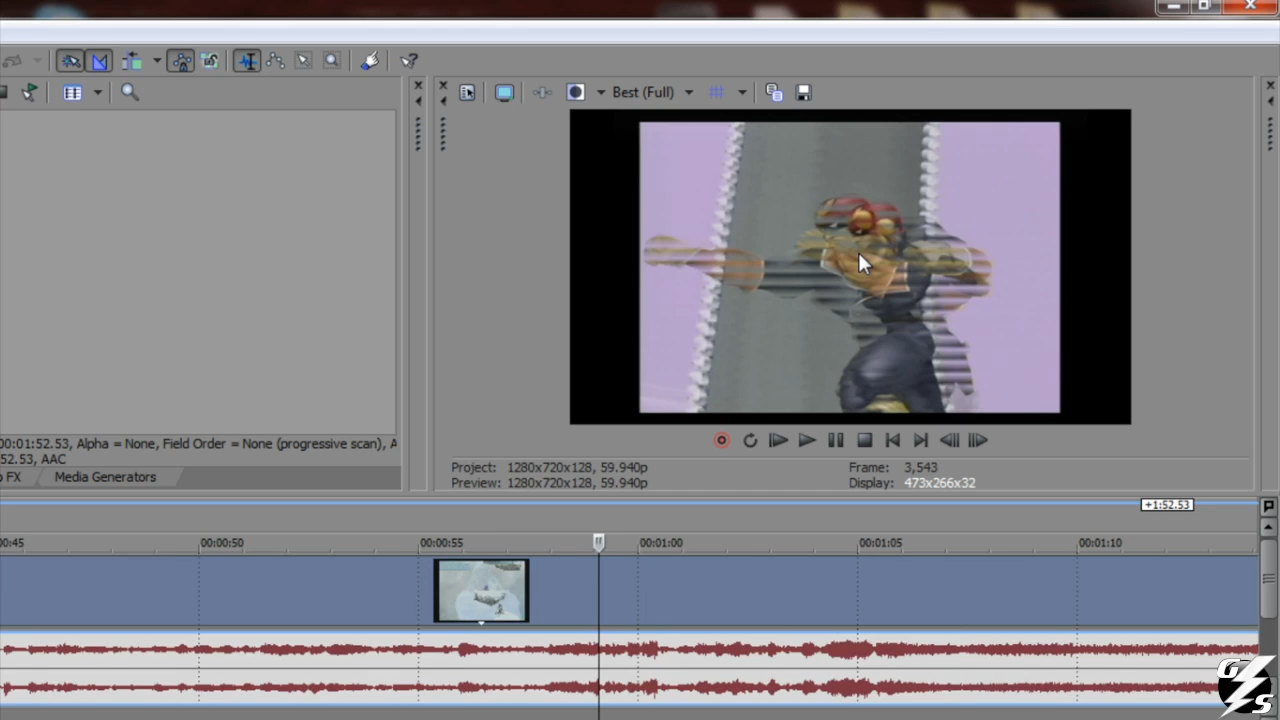 Best (Full)
00:01:52.53, Alpha = None, Field Order = None (progressive scan), A
52.53, AAC
o FX
Media Generators
Project: 1280x720x128, 59.940p
Frame: 3,543
Preview: 1280x720x128, 59.940p
Display: 473x266x32
+1:52.53
00:45
00:00:50
00:00:55
00:01:00
00:01:05
00:01:10
G
S